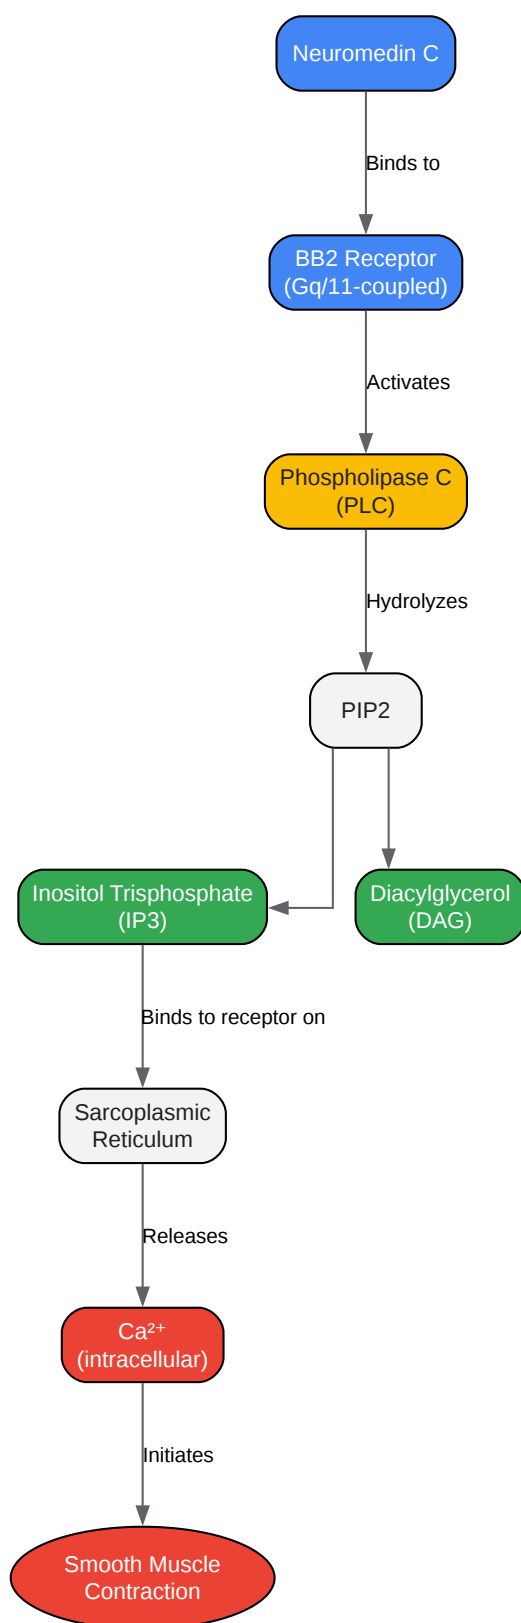 Neuromedin C
Binds to
BB2 Receptor
(Gq/11-coupled)
Activates
Phospholipase C
(PLC)
Hydrolyzes
PIP2
Inositol Trisphosphate
(IP3)
Diacylglycerol
(DAG)
Binds to receptor on
Sarcoplasmic
Reticulum
Releases
Ca²⁺
(intracellular)
Initiates
Smooth Muscle
Contraction